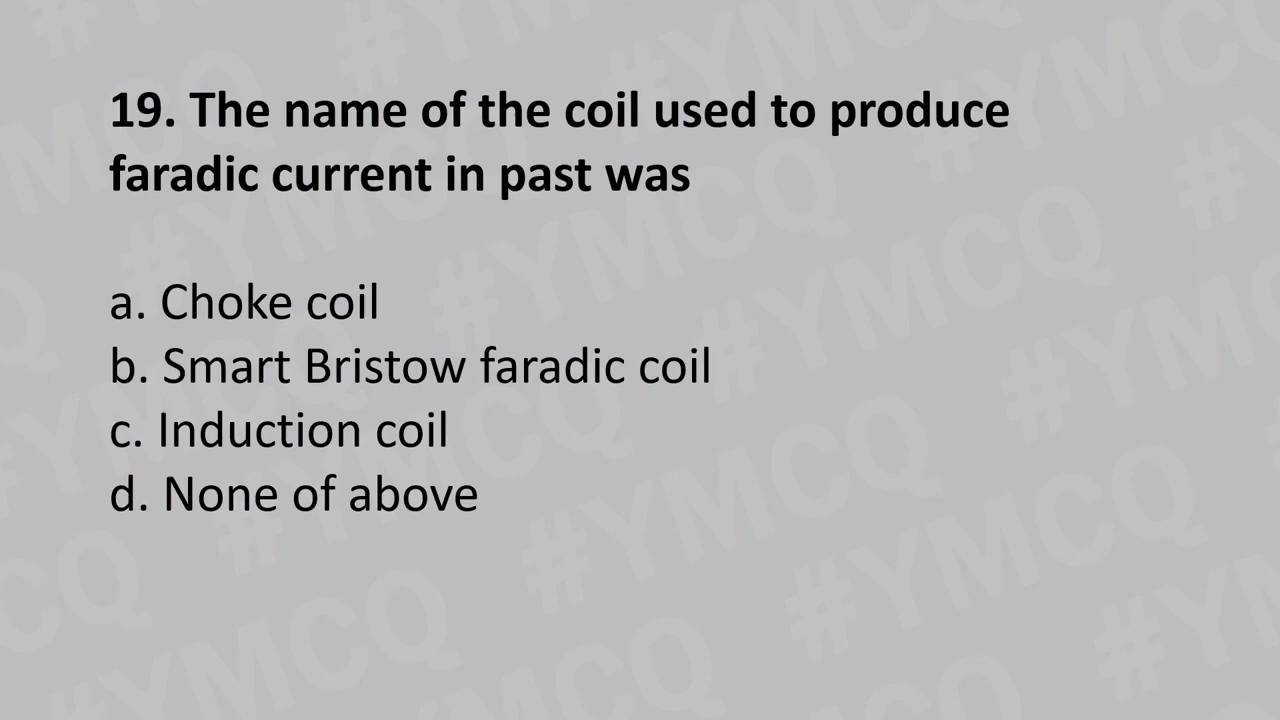 19. The name of the coil used to produce
faradic current in past was
a. Choke coil
b. Smart Bristow faradic coil
c. Induction coil
d. None of above